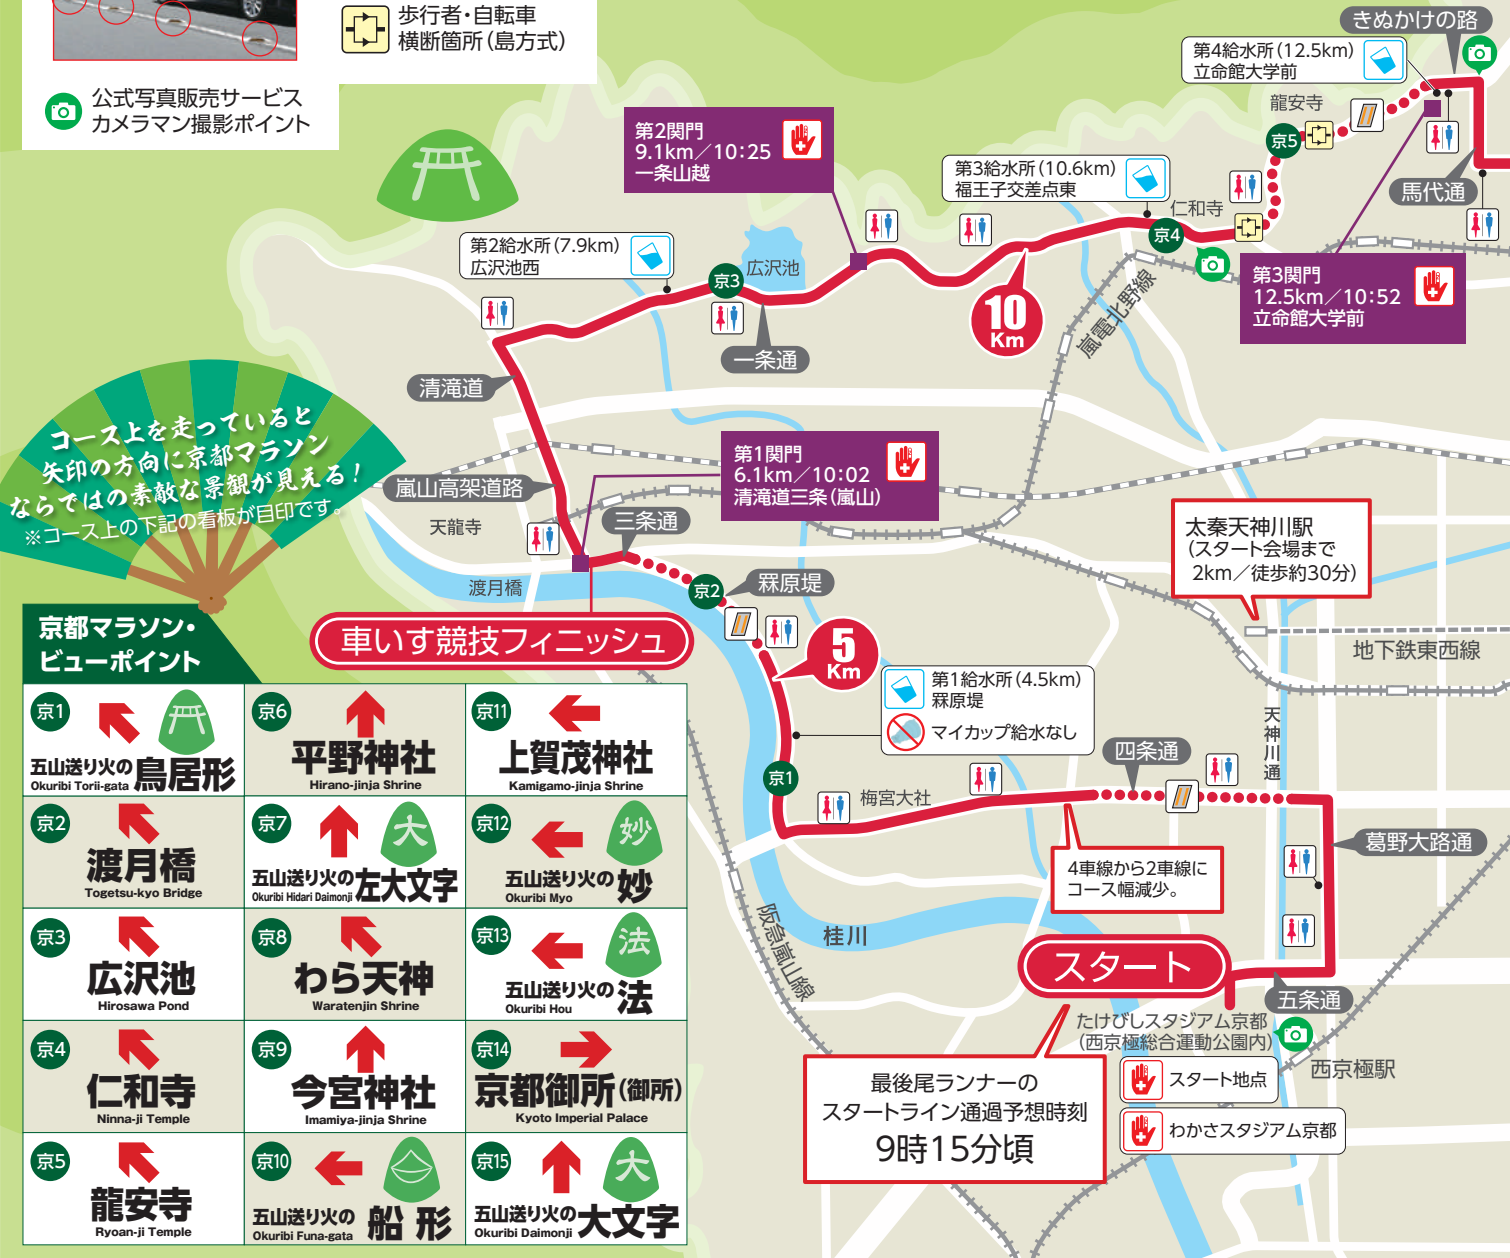 歩行者・自転車
横断箇所（島方式）
公式写真販売サービス
カメラマン撮影ポイント
きぬかけの路
第4給水所（12.5km）
立命館大学前
龍安寺
京5
馬代通
第2関門
9.1km／10：25
一条山越
第3給水所（10.6km）
福王子交差点東
仁和寺
京4
第3関門
12.5km／10：52
立命館大学前
第2給水所（7.9km）
広沢池西
京3
広沢池
10
Km
嵐電北野線
一条通
清滝道
コース上を走っていると
矢印の方向に京都マラソン
ならではの素敵な景観が見える！
※コース上の下記の看板が目印です。
第1関門
6.1km／10：02
清滝道三条（嵐山）
嵐山高架道路
天龍寺
三条通
渡月橋
京2
罧原堤
車いす競技フィニッシュ
5
Km
太秦天神川駅
（スタート会場まで
2km／徒歩約30分）
地下鉄東西線
第1給水所（4.5km）
罧原堤
マイカップ給水なし
天神川通
四条通
京1
梅宮大社
葛野大路通
4車線から2車線に
コース幅減少。
阪急嵐山線
桂川
スタート
五条通
たけびしスタジアム京都
（西京極総合運動公園内）
西京極駅
スタート地点
わかさスタジアム京都
最後尾ランナーの
スタートライン通過予想時刻
9時15分頃
京都マラソン・
ビューポイント
京1
五山送り火の鳥居形
Okuribi Torii-gata
京6
平野神社
Hirano-jinja Shrine
京11
上賀茂神社
Kamigamo-jinja Shrine
京2
渡月橋
Togetsu-kyo Bridge
京7
大
五山送り火の左大文字
Okuribi Hidari Daimonji
京12
妙
五山送り火の妙
Okuribi Myo
京3
広沢池
Hirosawa Pond
京8
わら天神
Waratenjin Shrine
京13
法
五山送り火の法
Okuribi Hou
京4
仁和寺
Ninna-ji Temple
京9
今宮神社
Imamiya-jinja Shrine
京14
京都御所（御所）
Kyoto Imperial Palace
京5
龍安寺
Ryoan-ji Temple
京10
五山送り火の船形
Okuribi Funa-gata
京15
大
五山送り火の大文字
Okuribi Daimonji